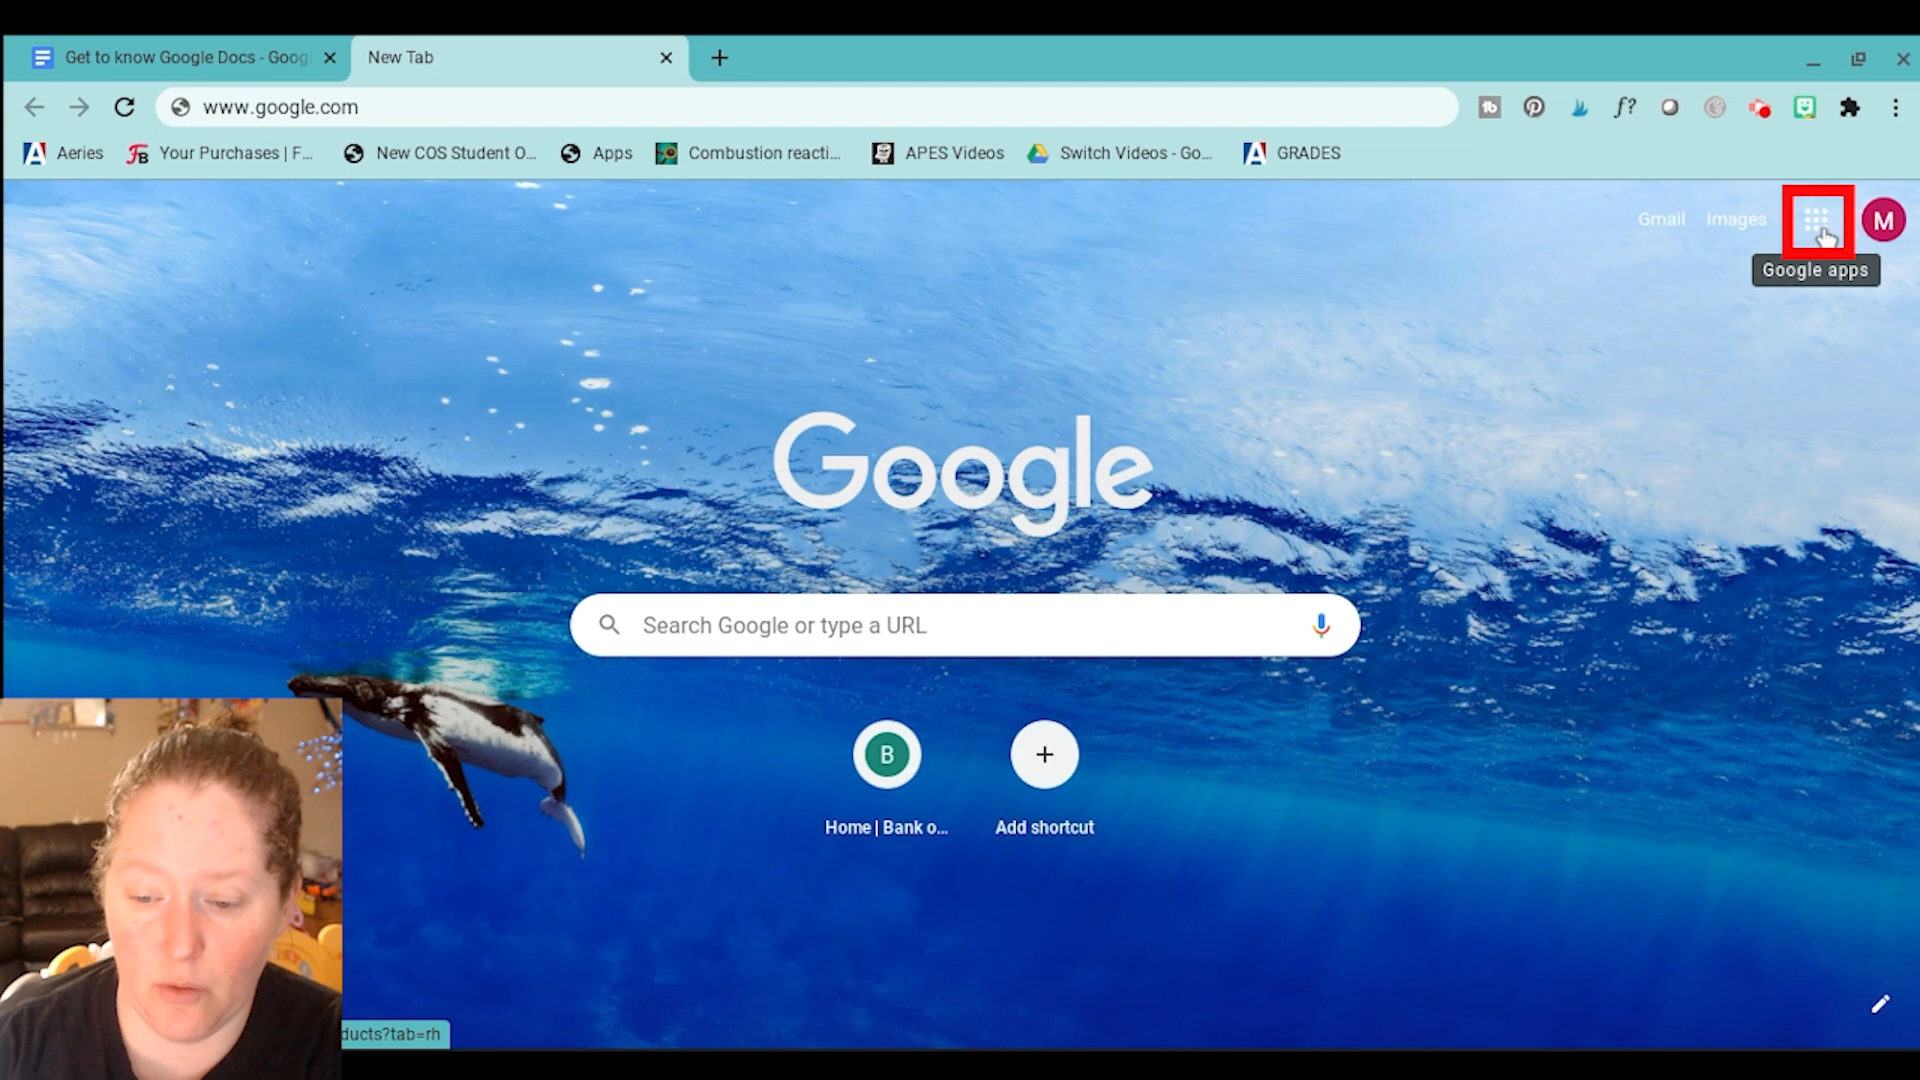 Get to know Google Docs - Goog
New Tab
www.google.com
Aeries
Your Purchases | F...
New COS Student O...
Apps
Combustion reacti...
APES Videos
Switch Videos - Go...
GRADES
Gmail
Images
M
Google apps
Google
Search Google or type a URL
B
Home | Bank o...
Add shortcut
ducts?tab=rh